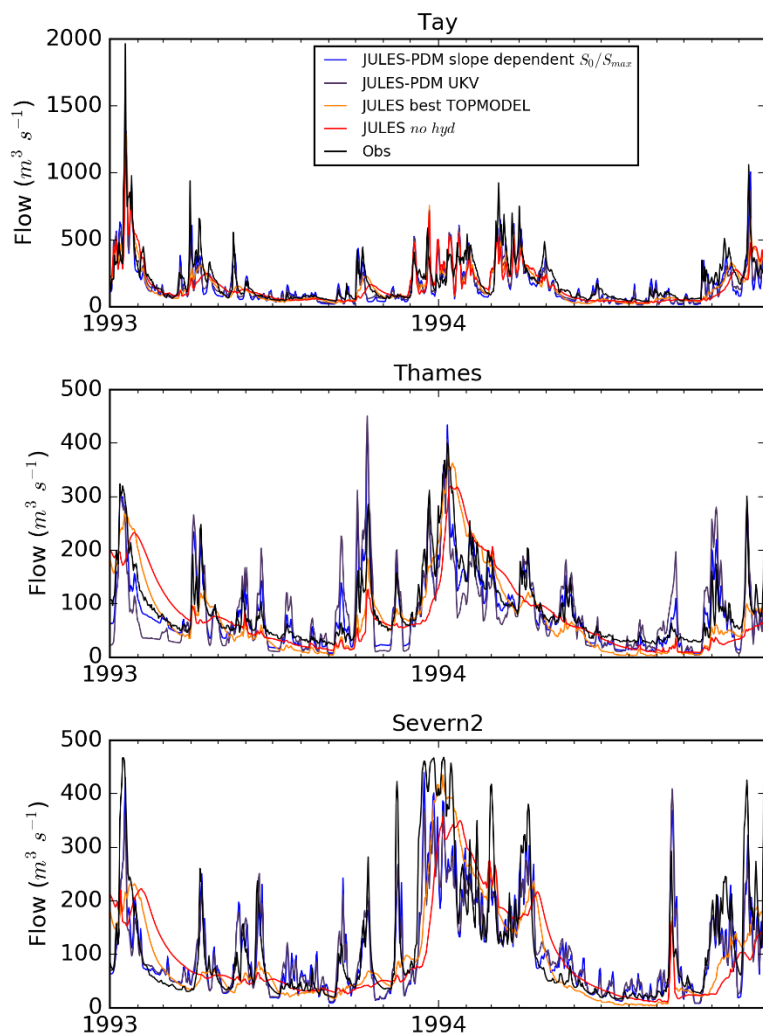 Tay
2000
1500
1000
500
0
Flow (m³ s⁻¹)
JULES-PDM slope dependent S₀/Sₘₐₓ
JULES-PDM UKV
JULES best TOPMODEL
JULES no hyd
Obs
1993
1994
Thames
500
400
300
200
100
0
Flow (m³ s⁻¹)
1993
1994
Severn2
500
400
300
200
100
0
Flow (m³ s⁻¹)
1993
1994